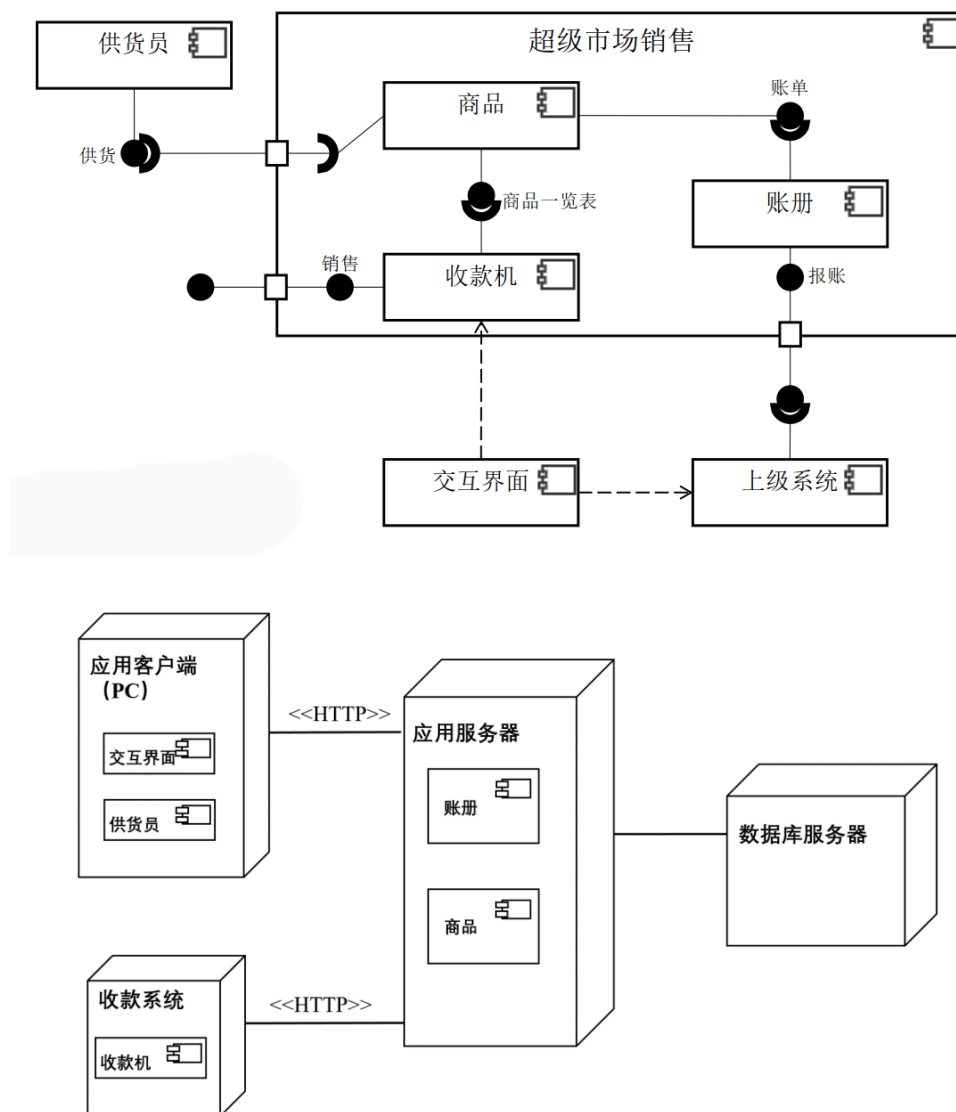 供货员
超级市场销售
商品
账单
供货
商品一览表
账册
销售
收款机
报账
交互界面
上级系统
应用客户端
（PC）
<<HTTP>>
应用服务器
交互界面
账册
供货员
数据库服务器
商品
收款系统
<<HTTP>>
收款机